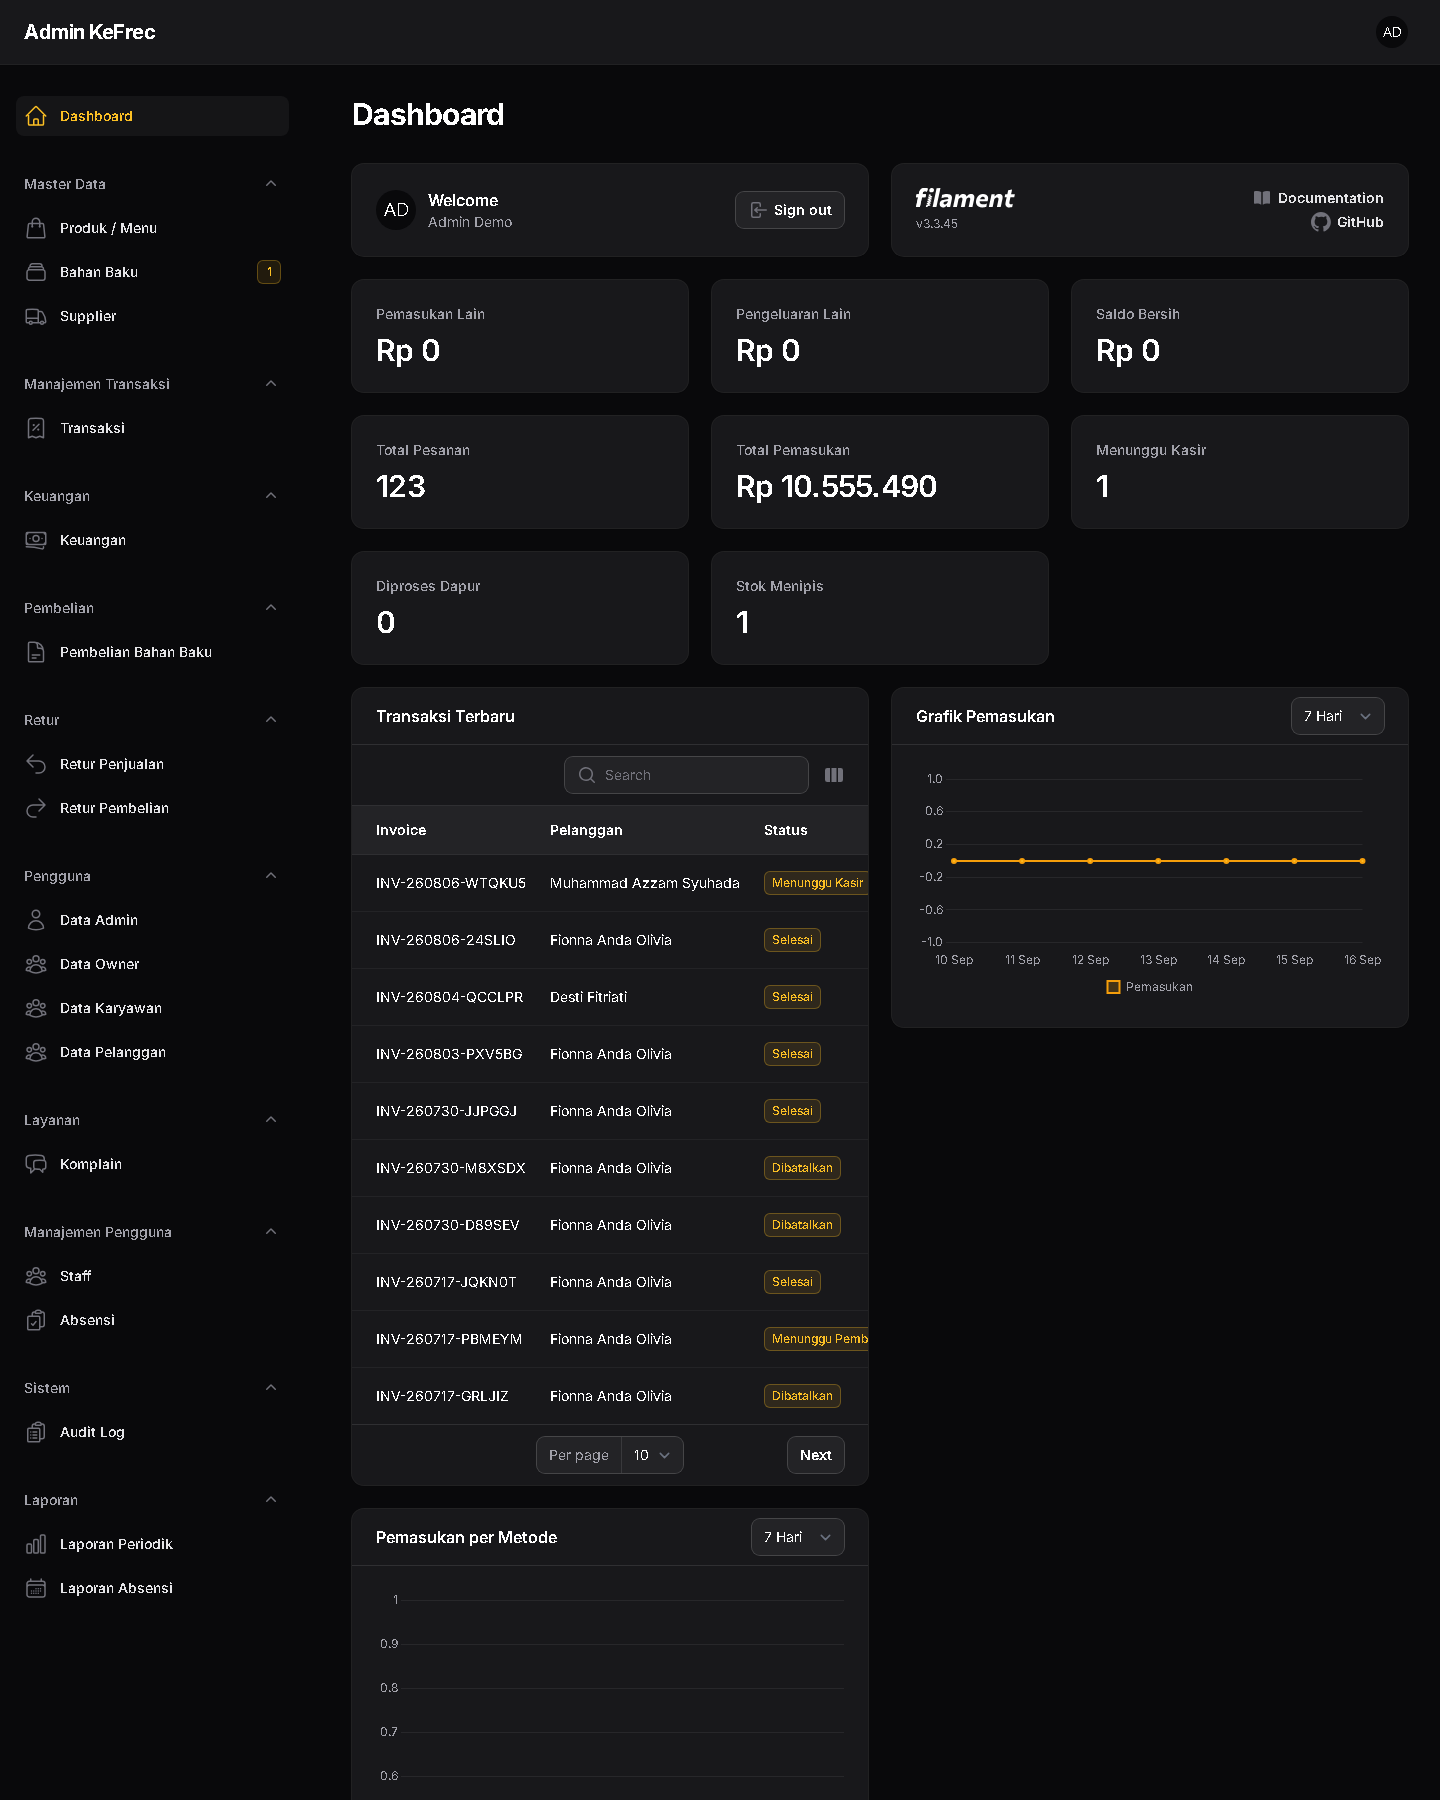 Admin KeFrec
AD
Dashboard
Master Data
Produk / Menu
Bahan Baku
1
Supplier
Manajemen Transaksi
Transaksi
Keuangan
Keuangan
Pembelian
Pembelian Bahan Baku
Retur
Retur Penjualan
Retur Pembelian
Pengguna
Data Admin
Data Owner
Data Karyawan
Data Pelanggan
Layanan
Komplain
Manajemen Pengguna
Staff
Absensi
Sistem
Audit Log
Laporan
Laporan Periodik
Laporan Absensi
Dashboard
AD
Welcome
Admin Demo
Sign out
filament
v3.3.45
Documentation
GitHub
Pemasukan Lain
Rp 0
Pengeluaran Lain
Rp 0
Saldo Bersih
Rp 0
Total Pesanan
123
Total Pemasukan
Rp 10.555.490
Menunggu Kasir
1
Diproses Dapur
0
Stok Menipis
1
Transaksi Terbaru
Search
Invoice Pelanggan Status
INV-260806-WTQKU5 Muhammad Azzam Syuhada Menunggu Kasir
INV-260806-24SLIO Fionna Anda Olivia Selesai
INV-260804-QCCLPR Desti Fitriati Selesai
INV-260803-PXV5BG Fionna Anda Olivia Selesai
INV-260730-JJPGGJ Fionna Anda Olivia Selesai
INV-260730-M8XSDX Fionna Anda Olivia Dibatalkan
INV-260730-D89SEV Fionna Anda Olivia Dibatalkan
INV-260717-JQKN0T Fionna Anda Olivia Selesai
INV-260717-PBMEYM Fionna Anda Olivia Menunggu Pemb
INV-260717-GRLJIZ Fionna Anda Olivia Dibatalkan
Per page 10
Next
Grafik Pemasukan
7 Hari
1.0
0.6
0.2
-0.2
-0.6
-1.0
10 Sep 11 Sep 12 Sep 13 Sep 14 Sep 15 Sep 16 Sep
Pemasukan
Pemasukan per Metode
7 Hari
1
0.9
0.8
0.7
0.6